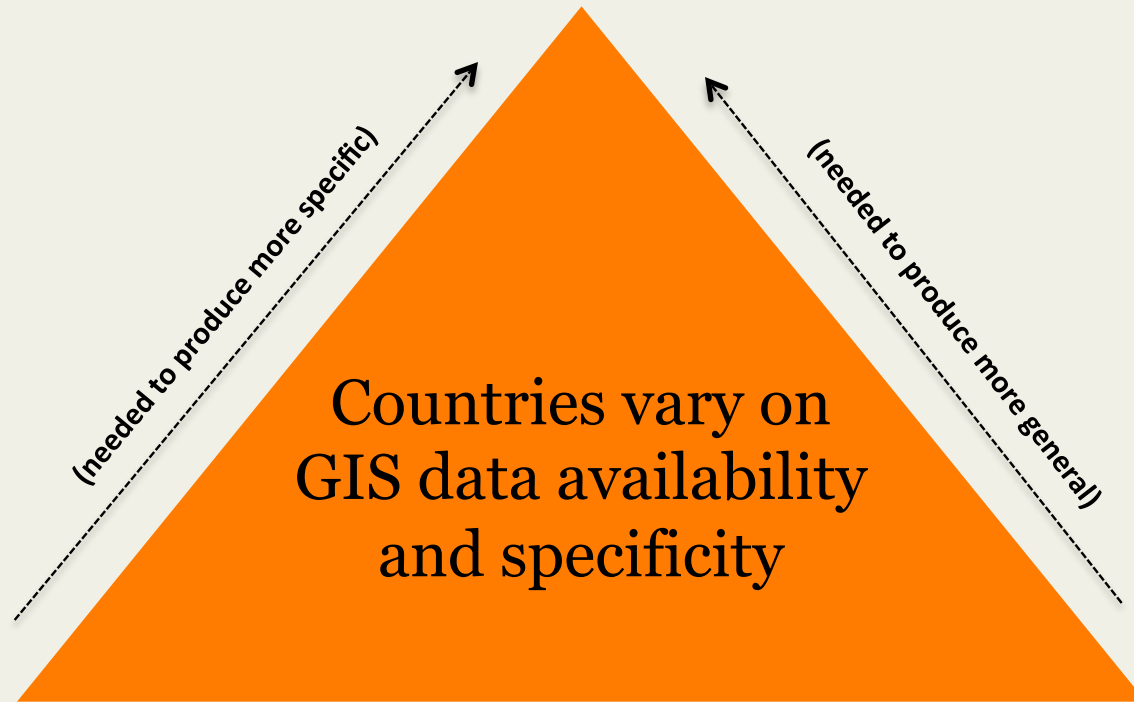 (needed to produce more specific)
(needed to produce more general)
Countries vary on
GIS data availability
and specificity